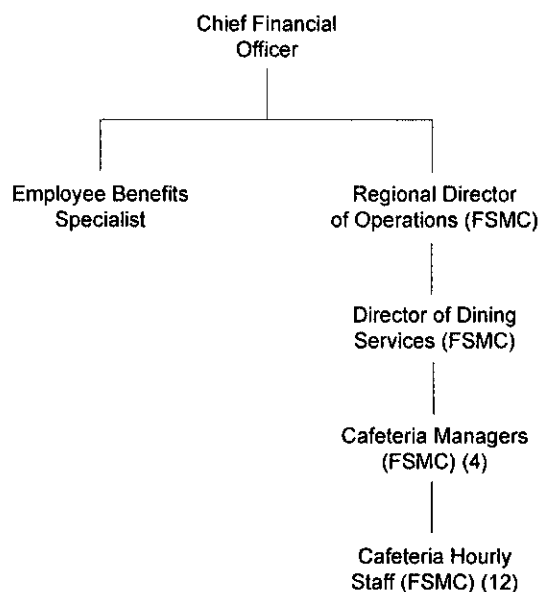 Chief Financial
Officer
Employee Benefits
Specialist
Regional Director
of Operations (FSMC)
Director of Dining
Services (FSMC)
Cafeteria Managers
(FSMC) (4)
Cafeteria Hourly
Staff (FSMC) (12)